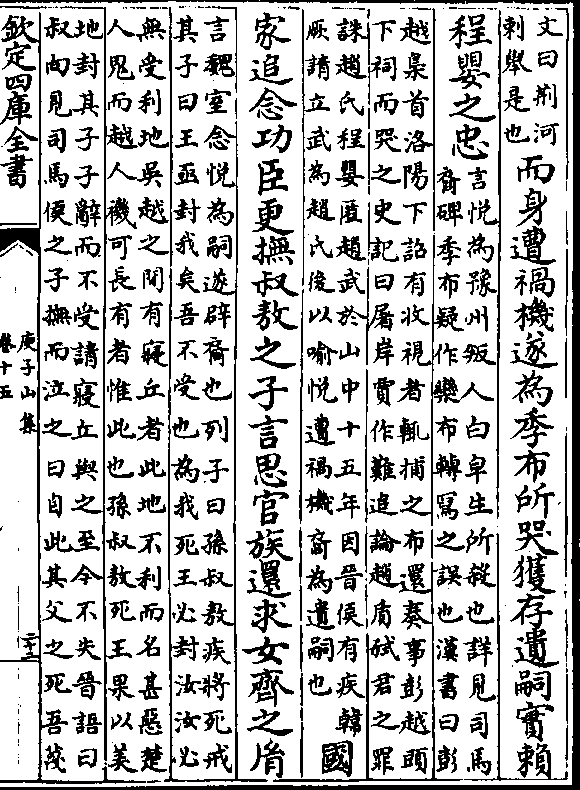 文曰荆河
剌舉是也
而身遭禍機遂為季布所哭獲存遺嗣實賴
程嬰之忠
言悅為豫州叛人白皁生所殺也詳見司馬
裔碑季布疑作欒布轉寫之誤也漢書曰彭
越梟首洛陽下詔有收視者輒捕之布還奏事彭越頭
下祠而哭之史記曰屠岸賈作難追論趙盾弑君之罪
誅趙氏程嬰匿趙武於山中十五年因晉侯有疾韓
厥請立武為趙氏後以喻悅遭禍機裔為遺嗣也
國
家追念功臣更撫叔敖之子言思官族還求女齊之胄
言魏室念悅為嗣遂辟裔也列子曰孫叔敖疾將死戒
其子曰王亟封我矣吾不受也為我死王必封汝汝必
無受利地吳越之間有寢丘者此地不利而名甚惡楚
人鬼而越人禨可長有者惟此也孫叔敖死王果以美
地封其子子辭而不受請寢丘與之至今不失晉語曰
叔向見司馬侯之子撫而泣之曰自此其父之死吾蔑
欽定四庫全書
庾子山集
卷十五